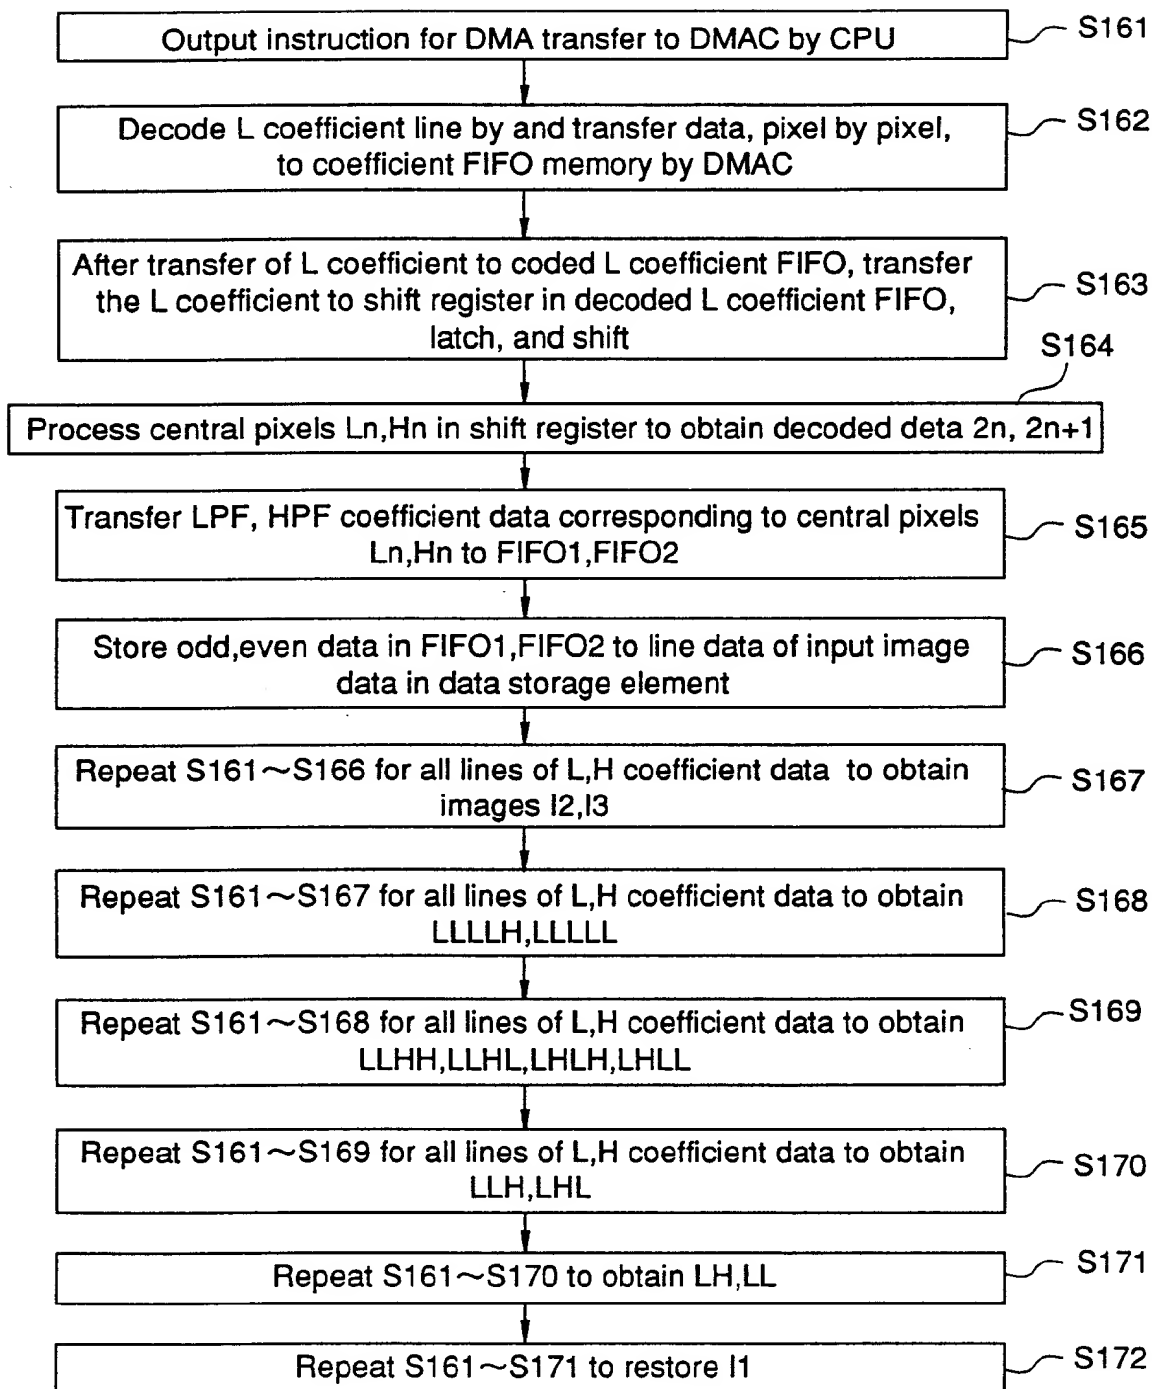 Output instruction for DMA transfer to DMAC by CPU
S161
Decode L coefficient line by and transfer data, pixel by pixel,
to coefficient FIFO memory by DMAC
S162
After transfer of L coefficient to coded L coefficient FIFO, transfer
the L coefficient to shift register in decoded L coefficient FIFO,
latch, and shift
S163
S164
Process central pixels Ln,Hn in shift register to obtain decoded deta 2n, 2n+1
Transfer LPF, HPF coefficient data corresponding to central pixels
Ln,Hn to FIFO1,FIFO2
S165
Store odd,even data in FIFO1,FIFO2 to line data of input image
data in data storage element
S166
Repeat S161~S166 for all lines of L,H coefficient data to obtain
images I2,I3
S167
Repeat S161~S167 for all lines of L,H coefficient data to obtain
LLLLH,LLLLL
S168
Repeat S161~S168 for all lines of L,H coefficient data to obtain
LLHH,LLHL,LHLH,LHLL
S169
Repeat S161~S169 for all lines of L,H coefficient data to obtain
LLH,LHL
S170
Repeat S161~S170 to obtain LH,LL
S171
Repeat S161~S171 to restore I1
S172